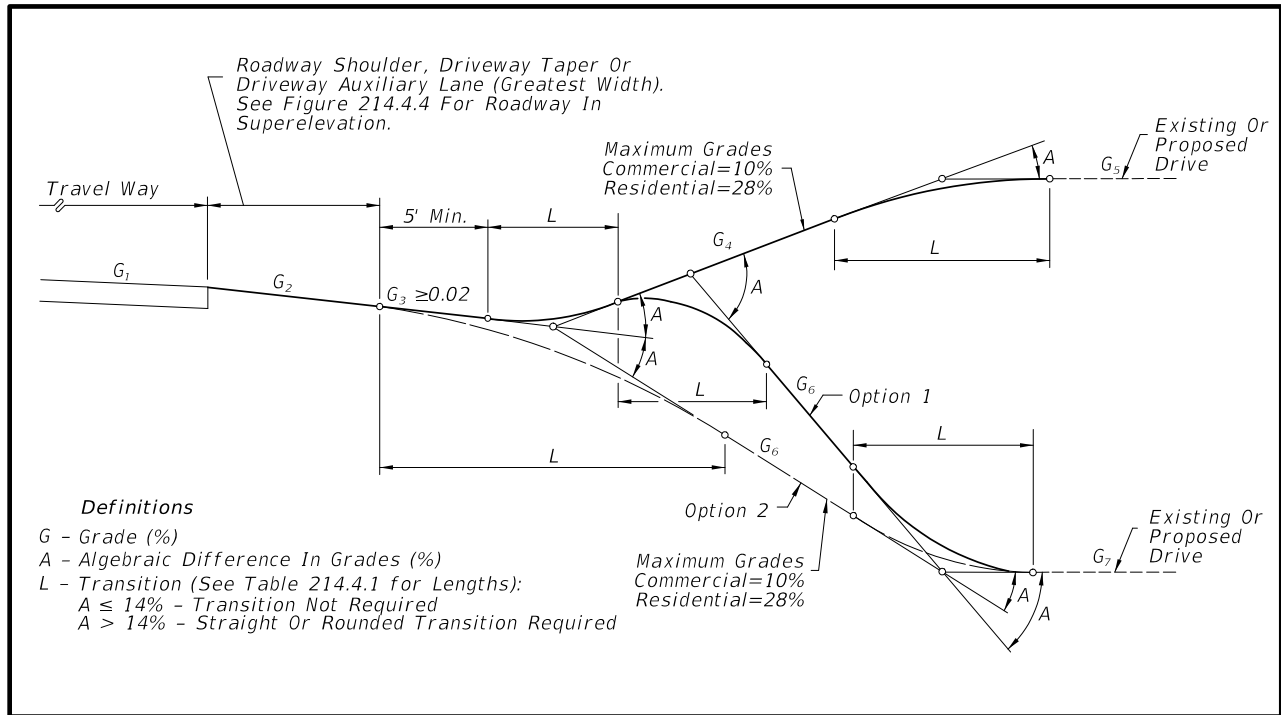 Roadway Shoulder, Driveway Taper Or
Driveway Auxiliary Lane (Greatest Width).
See Figure 214.4.4 For Roadway In
Superelevation.
Travel Way
5' Min.
L
Maximum Grades
Commercial=10%
Residential=28%
A
G₅
Existing Or
Proposed
Drive
G₁
G₂
G₃ ≥0.02
G₄
L
A
A
A
L
G₆
Option 1
L
L
G₆
Option 2
Maximum Grades
Commercial=10%
Residential=28%
G₇
Existing Or
Proposed
Drive
A
A
Definitions
G – Grade (%)
A – Algebraic Difference In Grades (%)
L – Transition (See Table 214.4.1 for Lengths):
A ≤ 14% – Transition Not Required
A > 14% – Straight Or Rounded Transition Required